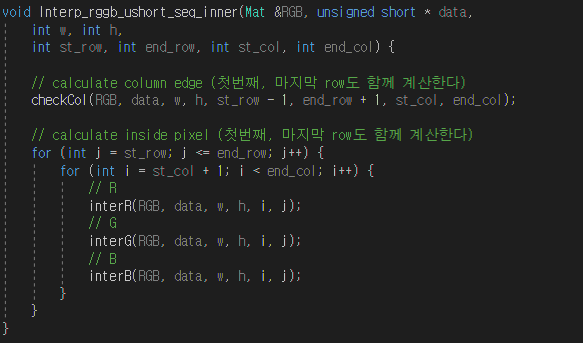 void Interp_rggb_ushort_seq_inner(Mat &RGB, unsigned short * data,
int w, int h,
int st_row, int end_row, int st_col, int end_col) {
// calculate column edge (첫번째, 마지막 row도 함께 계산한다)
checkCol(RGB, data, w, h, st_row - 1, end_row + 1, st_col, end_col);
// calculate inside pixel (첫번째, 마지막 row도 함께 계산한다)
for (int j = st_row; j <= end_row; j++) {
for (int i = st_col + 1; i < end_col; i++) {
// R
interR(RGB, data, w, h, i, j);
// G
interG(RGB, data, w, h, i, j);
// B
interB(RGB, data, w, h, i, j);
}
}
}